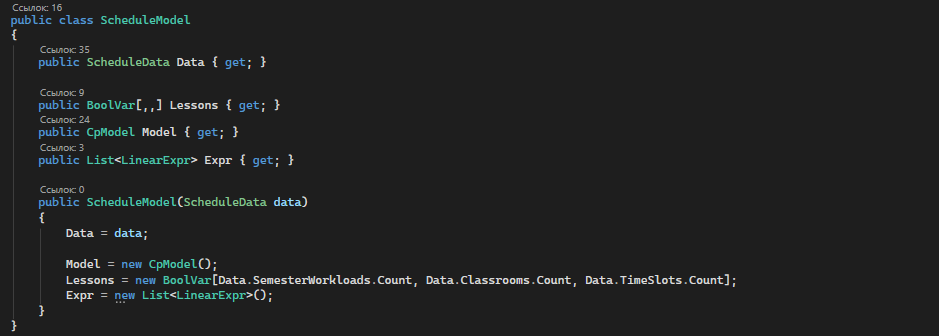 Ссылок: 16
public class ScheduleModel
{
Ссылок: 35
public ScheduleData Data { get; }
Ссылок: 9
public BoolVar[,,] Lessons { get; }
Ссылок: 24
public CpModel Model { get; }
Ссылок: 3
public List<LinearExpr> Expr { get; }
Ссылок: 0
public ScheduleModel(ScheduleData data)
{
Data = data;
Model = new CpModel();
Lessons = new BoolVar[Data.SemesterWorkloads.Count, Data.Classrooms.Count, Data.TimeSlots.Count];
Expr = new List<LinearExpr>();
}
}